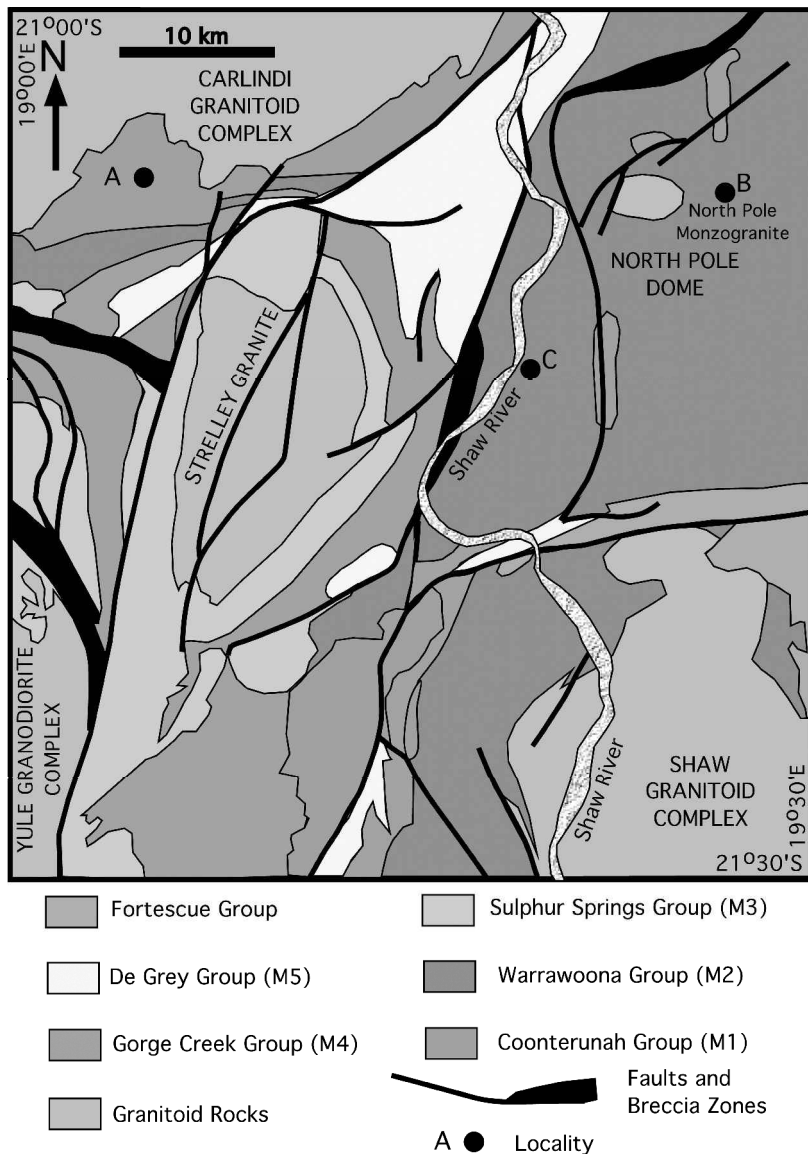 21°00'S
19°00'E
N
10 km
CARLINDI
GRANITOID
COMPLEX
A
B
North Pole
Monzogranite
NORTH POLE
DOME
STRELLEY GRANITE
C
Shaw River
YULE GRANODIORITE
COMPLEX
Shaw River
SHAW
GRANITOID
COMPLEX
19°30'E
21°30'S
Fortescue Group
Sulphur Springs Group (M3)
De Grey Group (M5)
Warrawoona Group (M2)
Gorge Creek Group (M4)
Coonterunah Group (M1)
Granitoid Rocks
Faults and
Breccia Zones
A
Locality